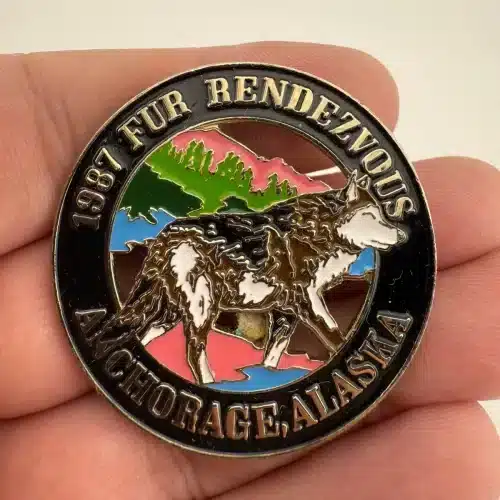 1987 FUR RENDEZVOUS
ANCHORAGE, ALASKA